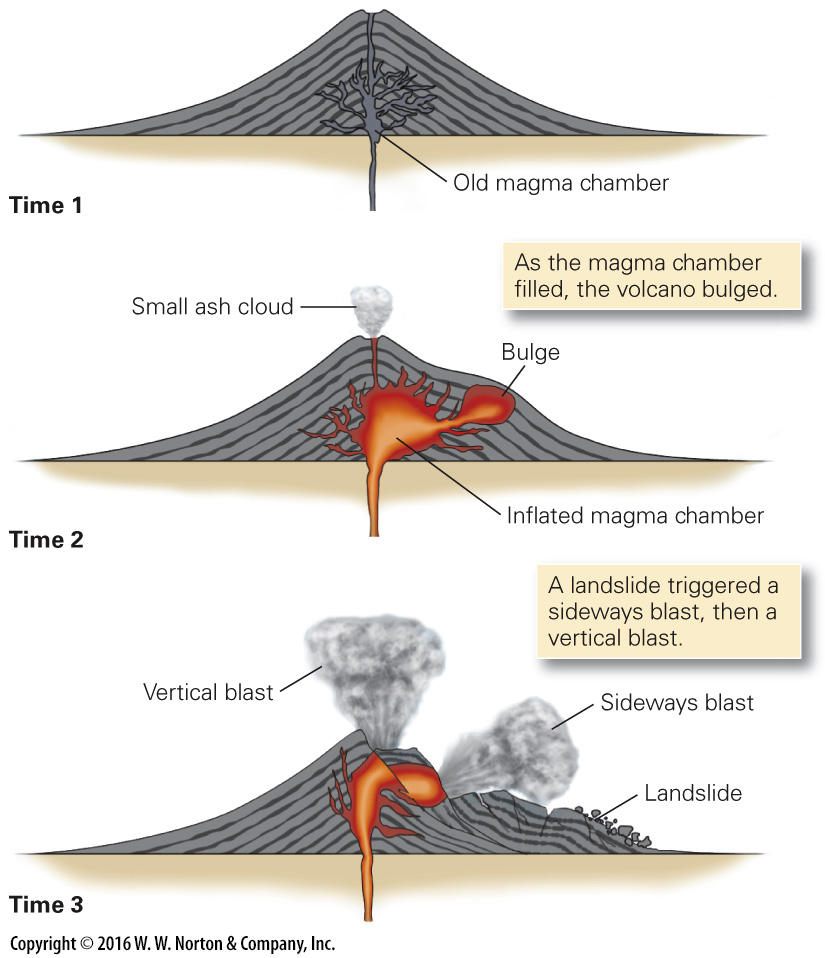 Old magma chamber
Time 1
As the magma chamber
filled, the volcano bulged.
Small ash cloud
Bulge
Inflated magma chamber
Time 2
A landslide triggered a
sideways blast, then a
vertical blast.
Vertical blast
Sideways blast
Landslide
Time 3
Copyright © 2016 W. W. Norton & Company, Inc.